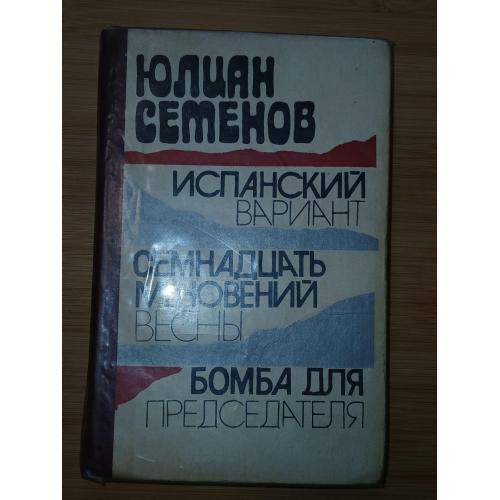 ЮЛИАН
СЕМЕНОВ
ИСПАНСКИЙ
ВАРИАНТ
СЕМНАДЦАТЬ
МГНОВЕНИЙ
ВЕСНЫ
БОМБА ДЛЯ
ПРЕДСЕДАТЕЛЯ